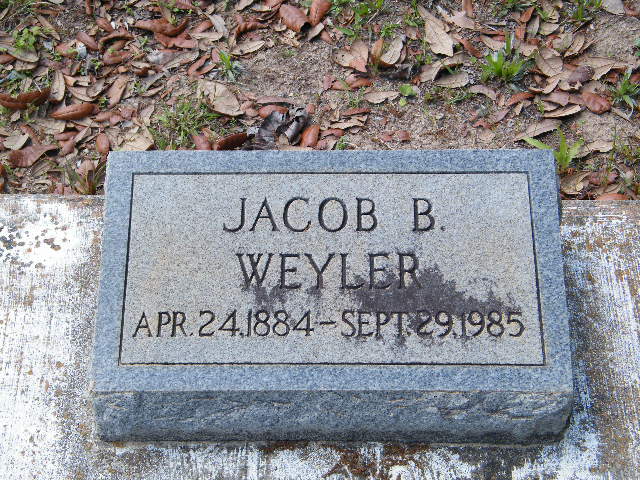 JACOB B.
WEYLER
APR. 24, 1884 – SEPT. 29, 1985